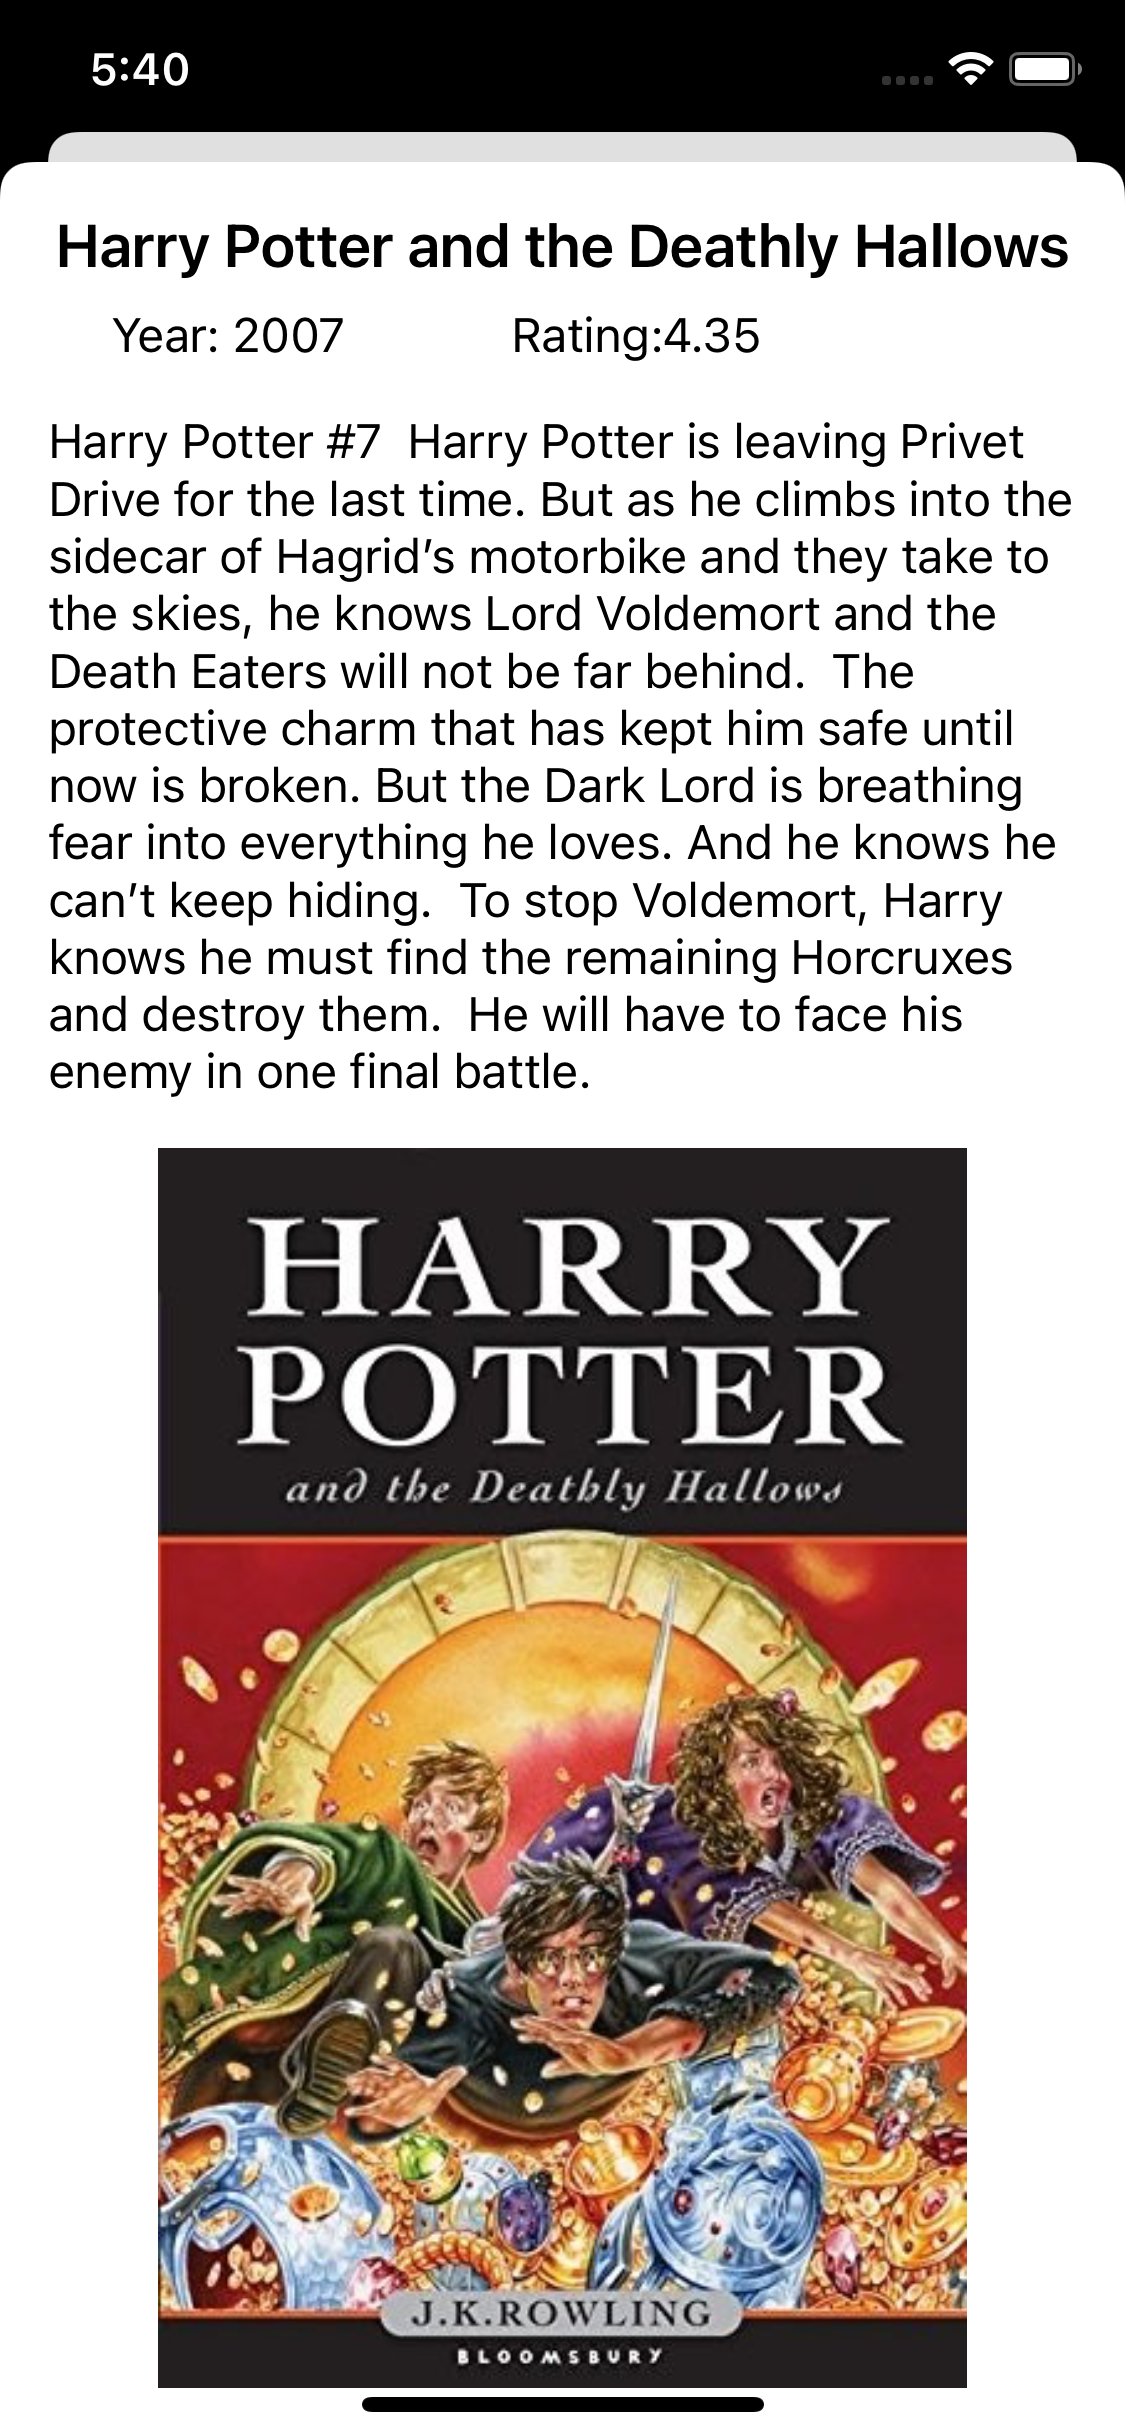 5:40
Harry Potter and the Deathly Hallows
Year: 2007 Rating:4.35
Harry Potter #7  Harry Potter is leaving Privet
Drive for the last time. But as he climbs into the
sidecar of Hagrid’s motorbike and they take to
the skies, he knows Lord Voldemort and the
Death Eaters will not be far behind.  The
protective charm that has kept him safe until
now is broken. But the Dark Lord is breathing
fear into everything he loves. And he knows he
can’t keep hiding.  To stop Voldemort, Harry
knows he must find the remaining Horcruxes
and destroy them.  He will have to face his
enemy in one final battle.
HARRY
POTTER
and the Deathly Hallows
J.K.ROWLING
BLOOMSBURY